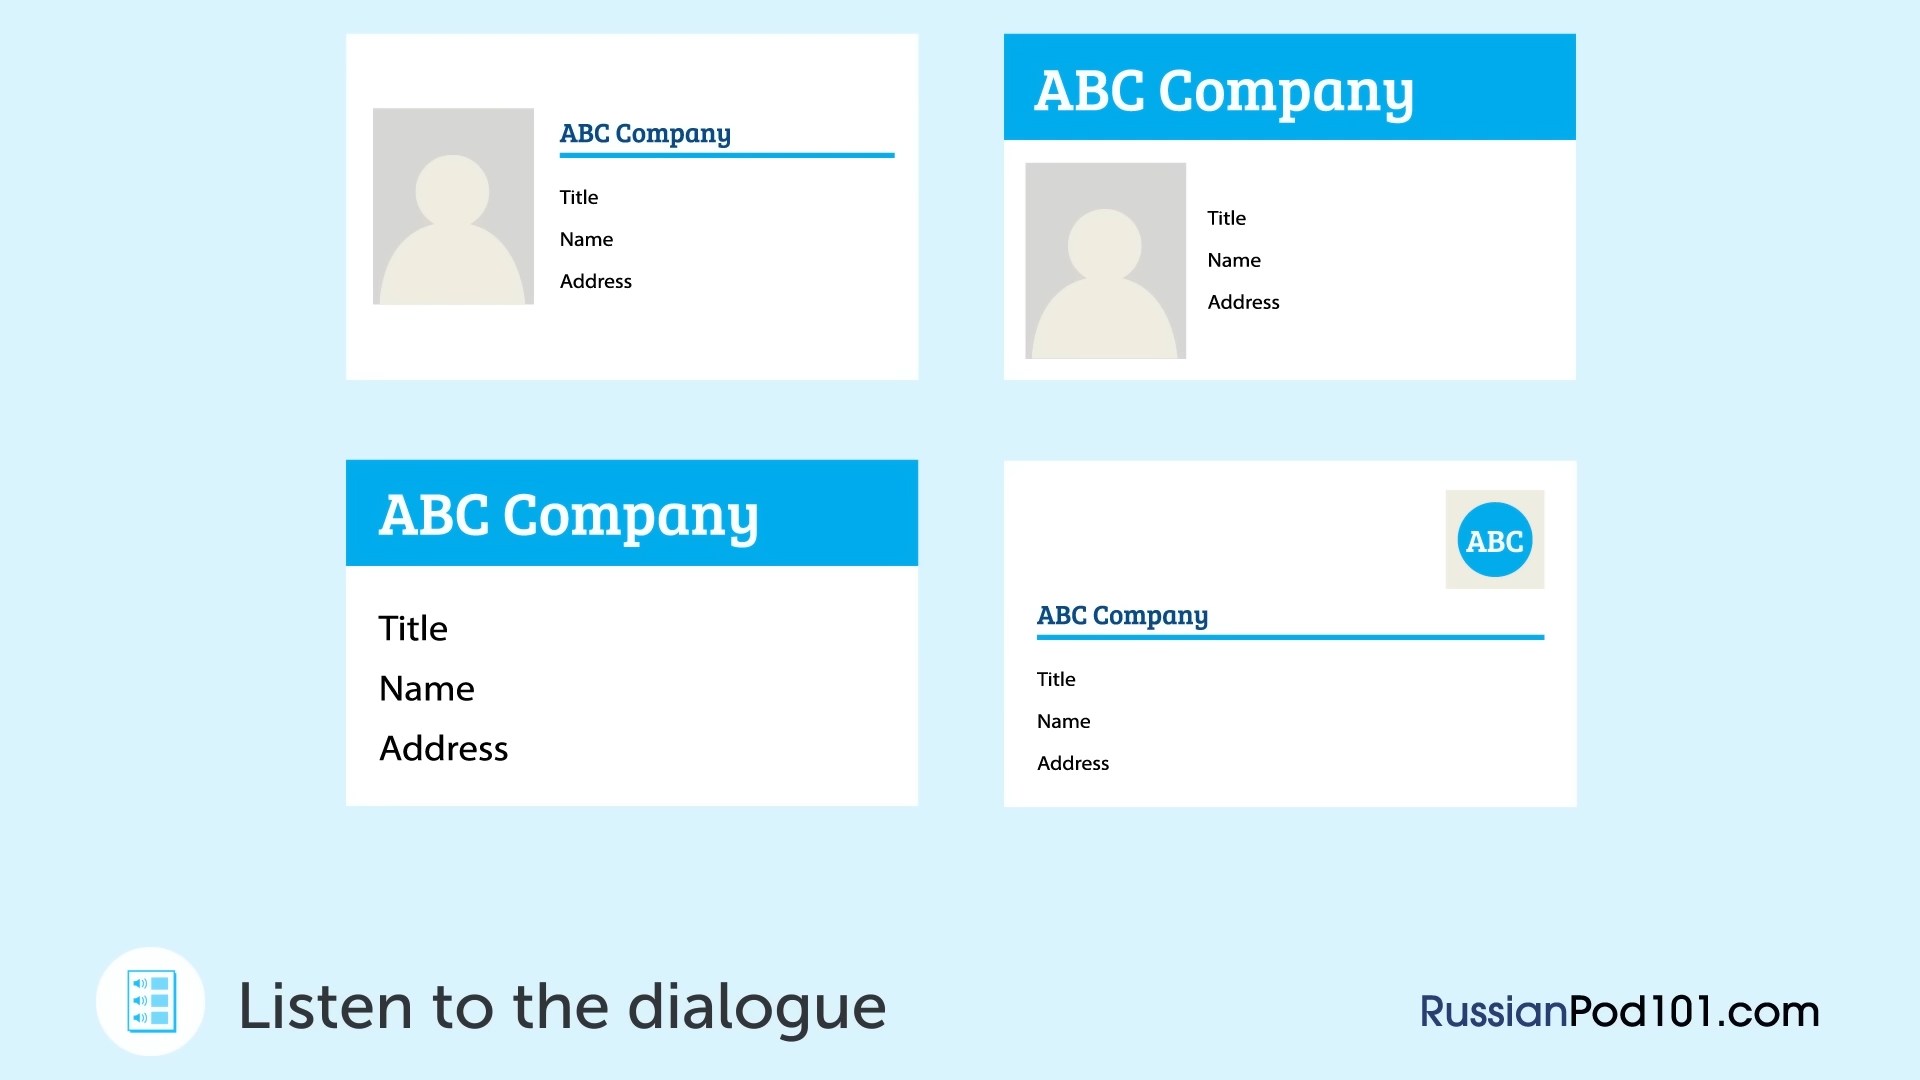 ABC Company
Title
Name
Address
ABC Company
Title
Name
Address
ABC Company
Title
Name
Address
ABC
ABC Company
Title
Name
Address
Listen to the dialogue
RussianPod101.com